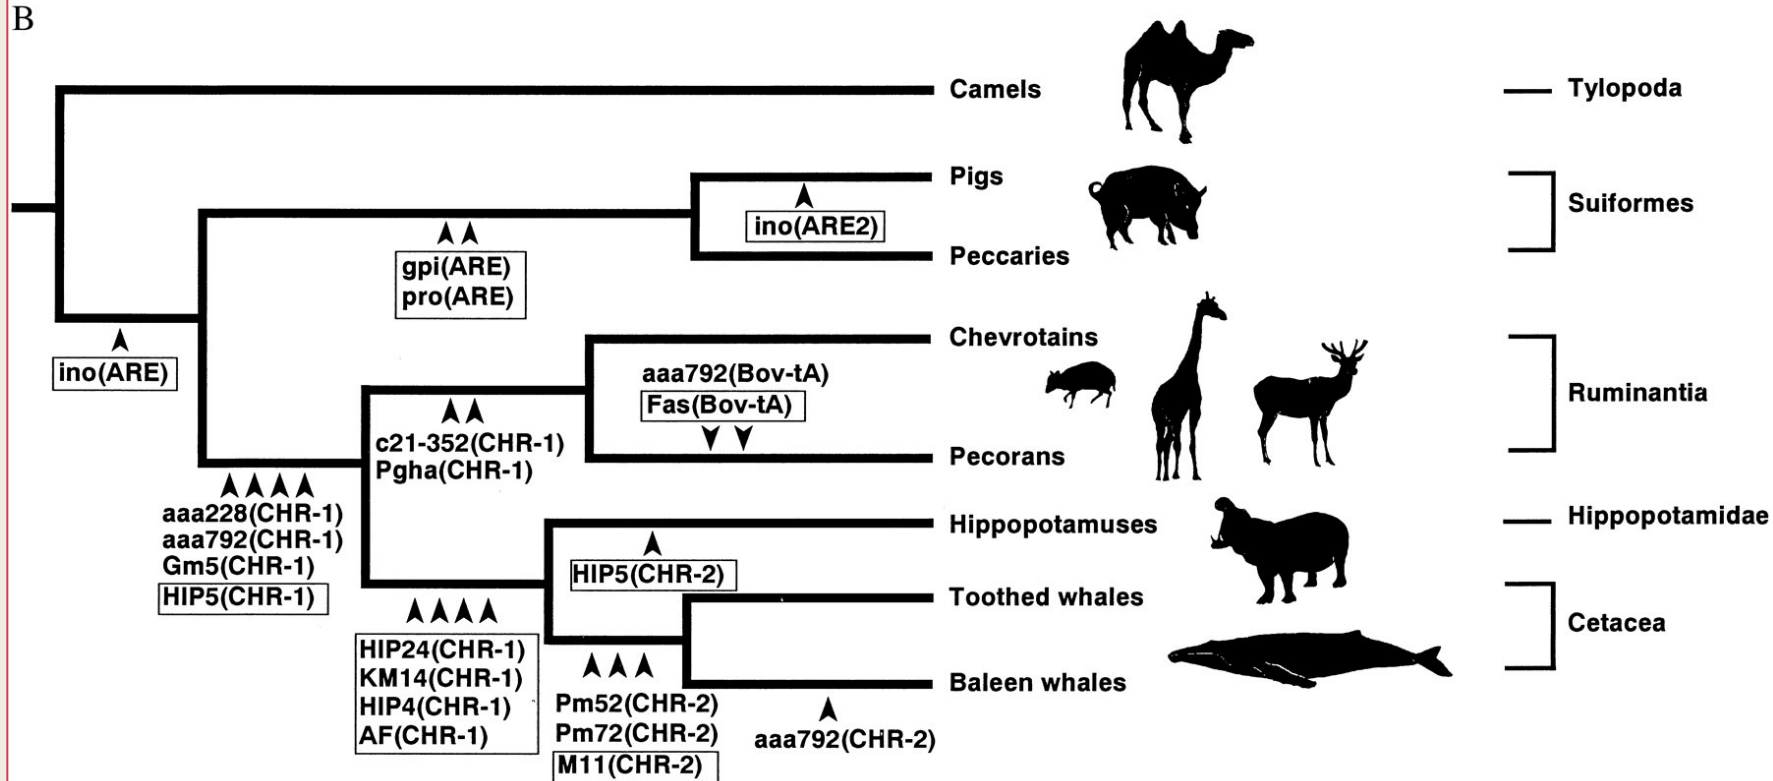 B
Camels
Tylopoda
Pigs
ino(ARE2)
Suiformes
gpi(ARE)
pro(ARE)
Peccaries
ino(ARE)
Chevrotains
aaa792(Bov-tA)
Fas(Bov-tA)
Ruminantia
c21-352(CHR-1)
Pgha(CHR-1)
Pecorans
aaa228(CHR-1)
aaa792(CHR-1)
Gm5(CHR-1)
HIP5(CHR-1)
Hippopotamuses
Hippopotamidae
HIP5(CHR-2)
Toothed whales
Cetacea
HIP24(CHR-1)
KM14(CHR-1)
HIP4(CHR-1)
AF(CHR-1)
Baleen whales
Pm52(CHR-2)
Pm72(CHR-2)
M11(CHR-2)
aaa792(CHR-2)